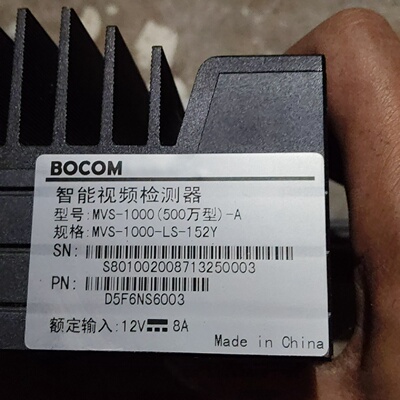 BOCOM
智能视频检测器
型号:MVS-1000(500万型)-A
规格:MVS-1000-LS-152Y
SN:
S801002008713250003
PN:
D5F6NS6003
额定输入:12V⎓8A
Made in China